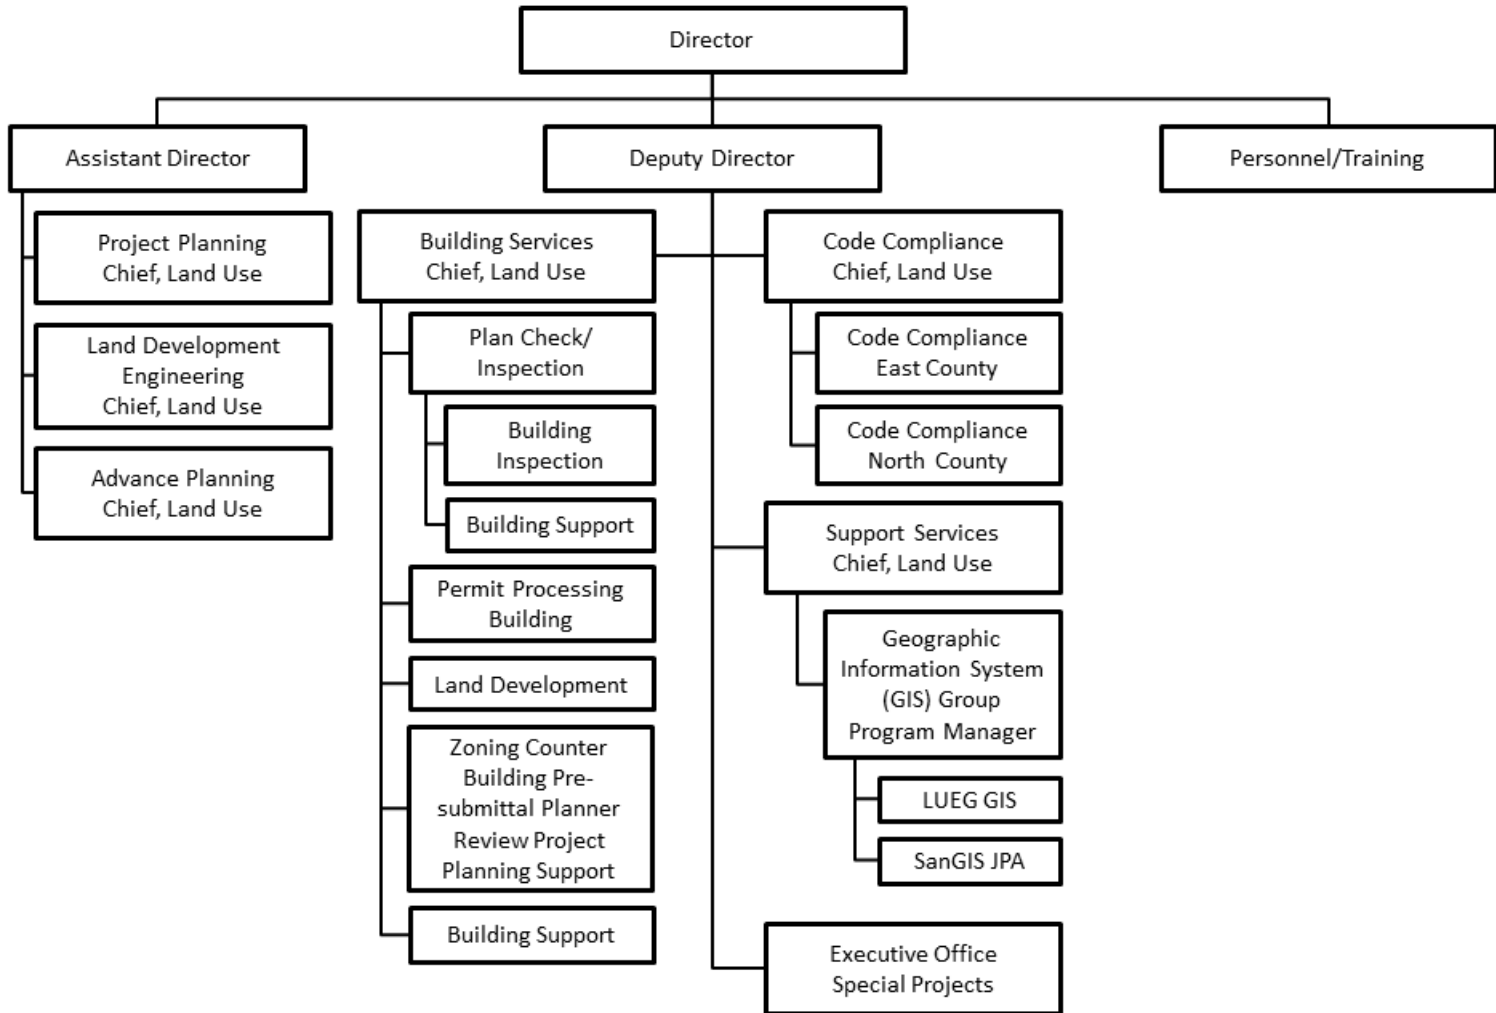 Director
Assistant Director
Deputy Director
Personnel/Training
Project Planning
Chief, Land Use
Land Development
Engineering
Chief, Land Use
Advance Planning
Chief, Land Use
Building Services
Chief, Land Use
Plan Check/
Inspection
Building
Inspection
Building Support
Permit Processing
Building
Land Development
Zoning Counter
Building Pre-
submittal Planner
Review Project
Planning Support
Building Support
Code Compliance
Chief, Land Use
Code Compliance
East County
Code Compliance
North County
Support Services
Chief, Land Use
Geographic
Information System
(GIS) Group
Program Manager
LUEG GIS
SanGIS JPA
Executive Office
Special Projects